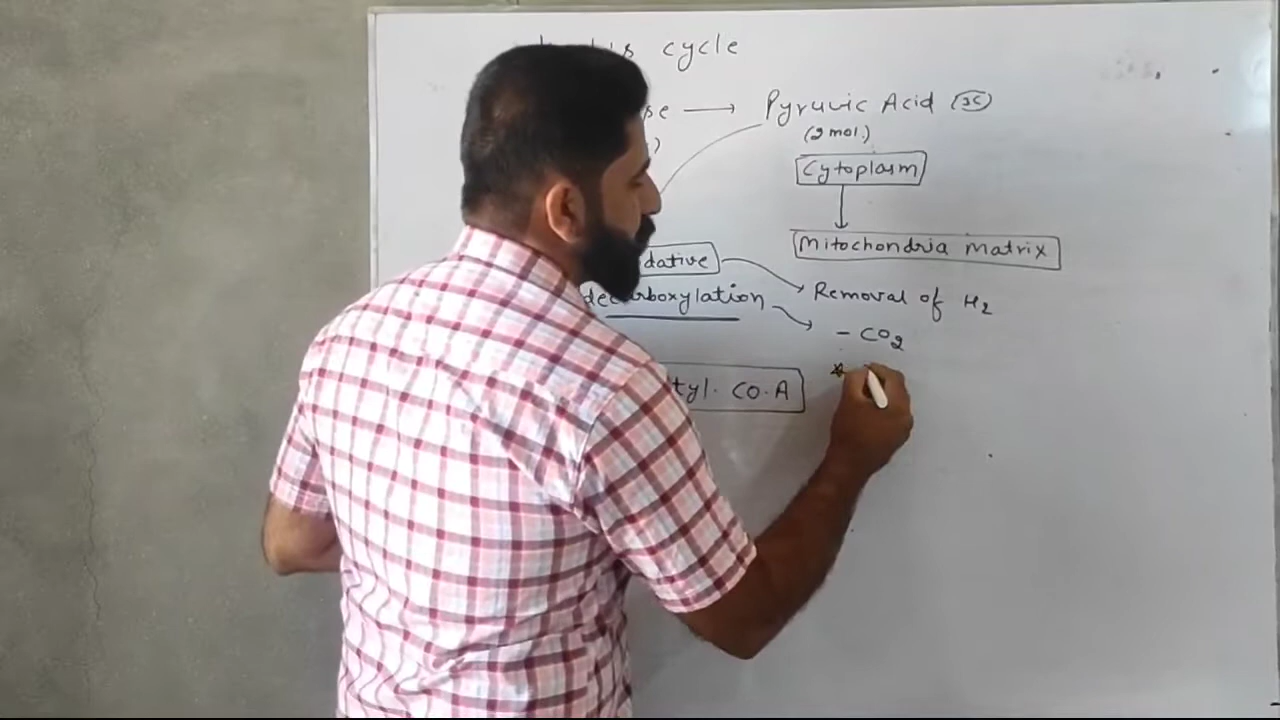 cycle
⟶ Pyruvic Acid (3C)
(2 mol.)
Cytoplasm
Mitochondria matrix
dative
Removal of H2
decarboxylation
- CO2
tyl. CO.A